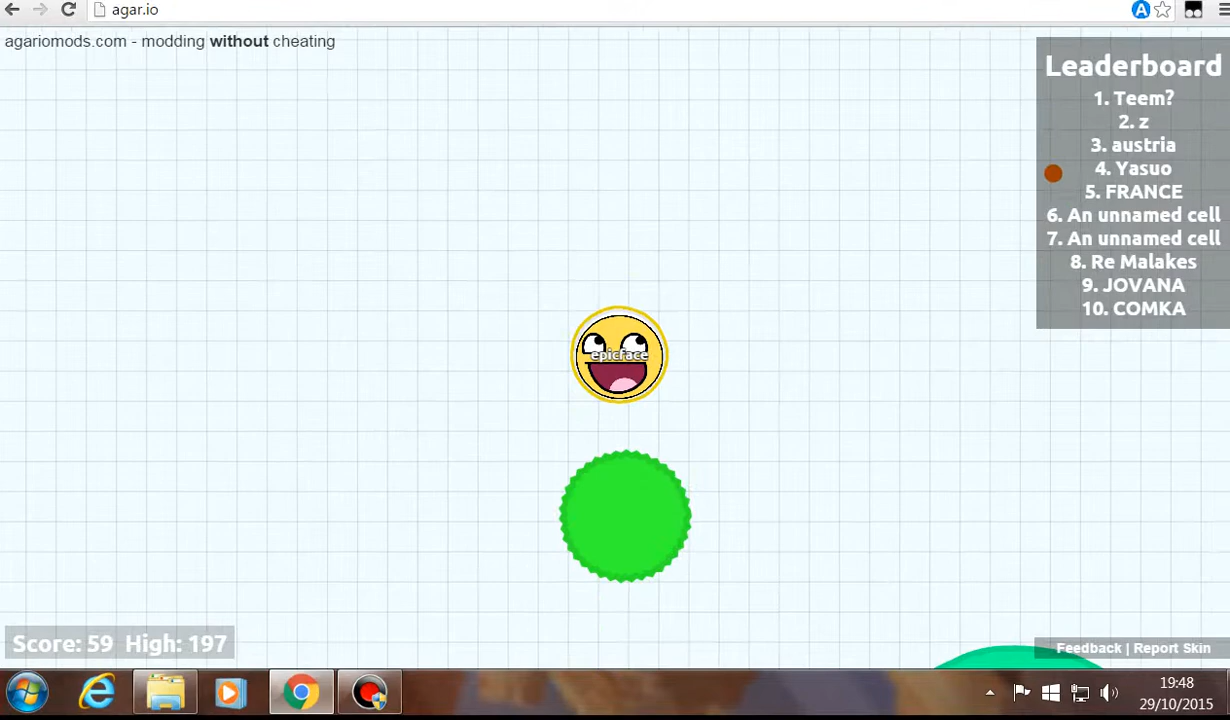 agar.io
agariomods.com - modding without cheating
Leaderboard
1. Teem?
2. z
3. austria
4. Yasuo
5. FRANCE
6. An unnamed cell
7. An unnamed cell
8. Re Malakes
9. JOVANA
10. COMKA
epicface
Score: 59 High: 197
Feedback | Report Skin
19:48
29/10/2015